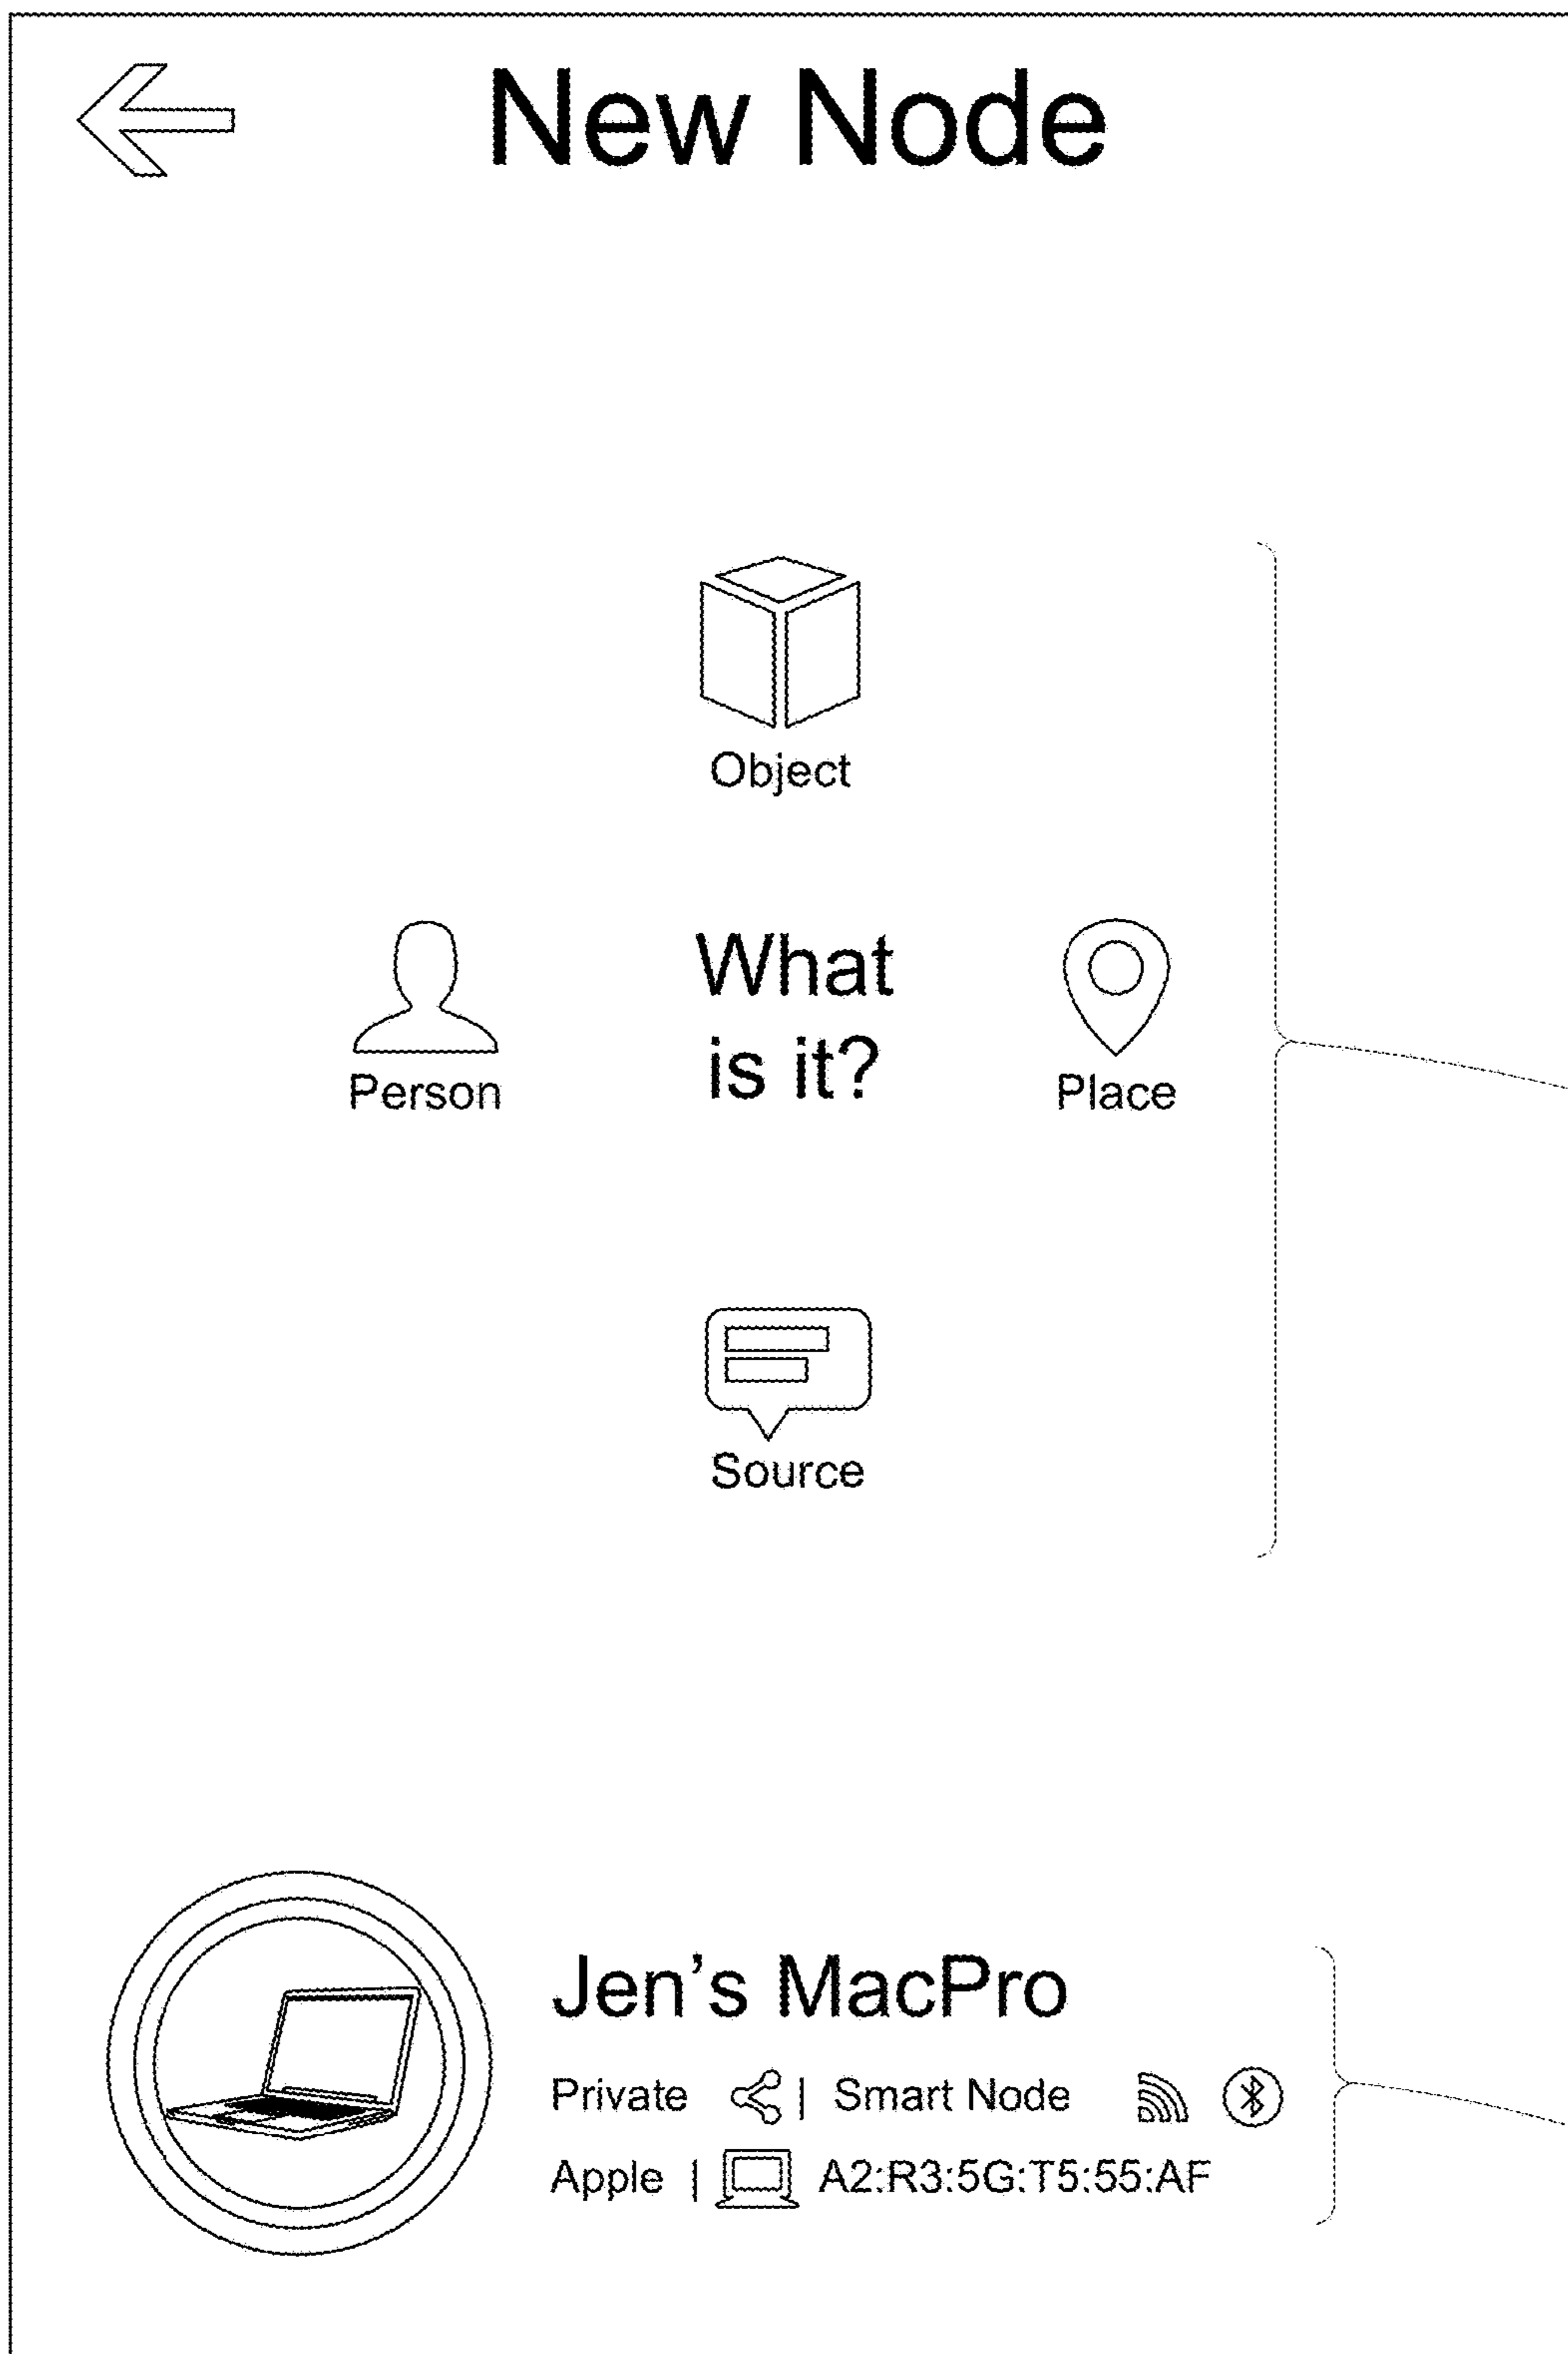 New Node
Object
Person
What
is it?
Place
Source
Jen’s MacPro
Private | Smart Node
Apple | A2:R3:5G:T5:55:AF